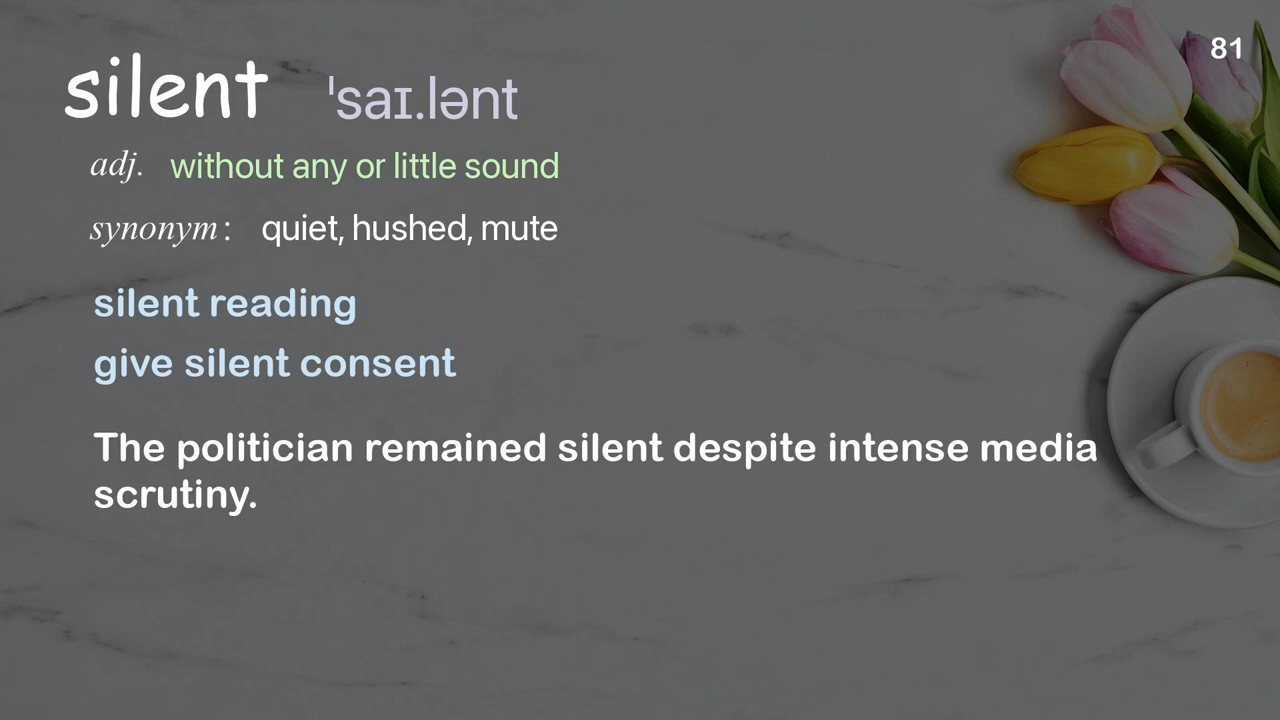 81
silent ˈsaɪ.lənt
adj. without any or little sound
synonym: quiet, hushed, mute
silent reading
give silent consent
The politician remained silent despite intense media
scrutiny.